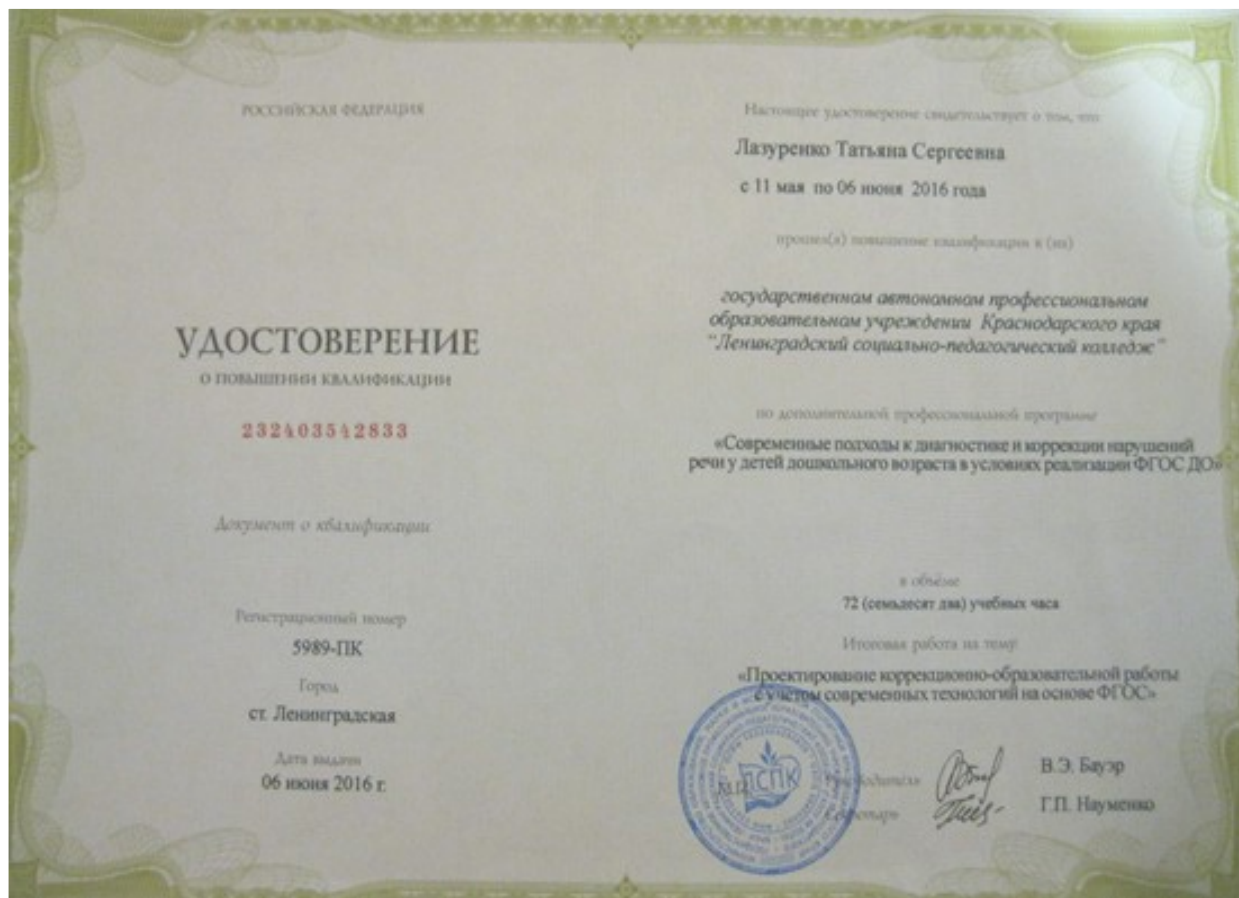 РОССИЙСКАЯ ФЕДЕРАЦИЯ
УДОСТОВЕРЕНИЕ
О ПОВЫШЕНИИ КВАЛИФИКАЦИИ
232403542833
Документ о квалификации
Регистрационный номер
5989-ПК
Город
ст. Ленинградская
Дата выдачи
06 июня 2016 г.
Настоящее удостоверение свидетельствует о том, что
Лазуренко Татьяна Сергеевна
с 11 мая по 06 июня 2016 года
прошел(а) повышение квалификации в (на)
государственном автономном профессиональном
образовательном учреждении Краснодарского края
"Ленинградский социально-педагогический колледж"
по дополнительной профессиональной программе
«Современные подходы к диагностике и коррекции нарушений
речи у детей дошкольного возраста в условиях реализации ФГОС ДО»
в объёме
72 (семьдесят два) учебных часа
Итоговая работа на тему
«Проектирование коррекционно-образовательной работы
с учетом современных технологий на основе ФГОС»
М.П.
ЛСПК
Руководитель
В.Э. Бауэр
Секретарь
Г.П. Науменко